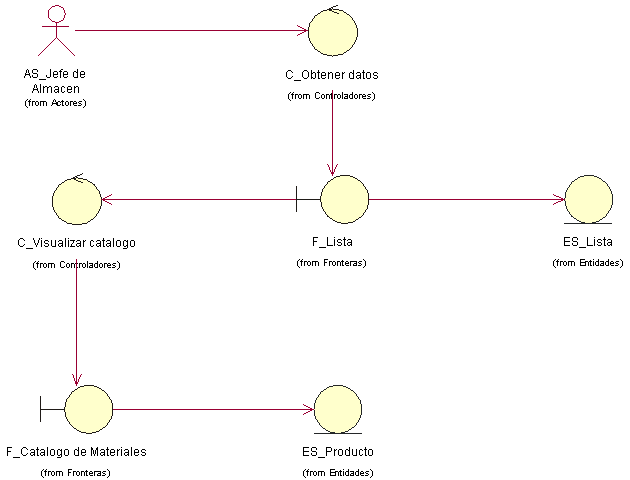 AS_Jefe de
Almacen
(from Actores)
C_Obtener datos
(from Controladores)
C_Visualizar catalogo
(from Controladores)
F_Lista
(from Fronteras)
ES_Lista
(from Entidades)
F_Catalogo de Materiales
(from Fronteras)
ES_Producto
(from Entidades)